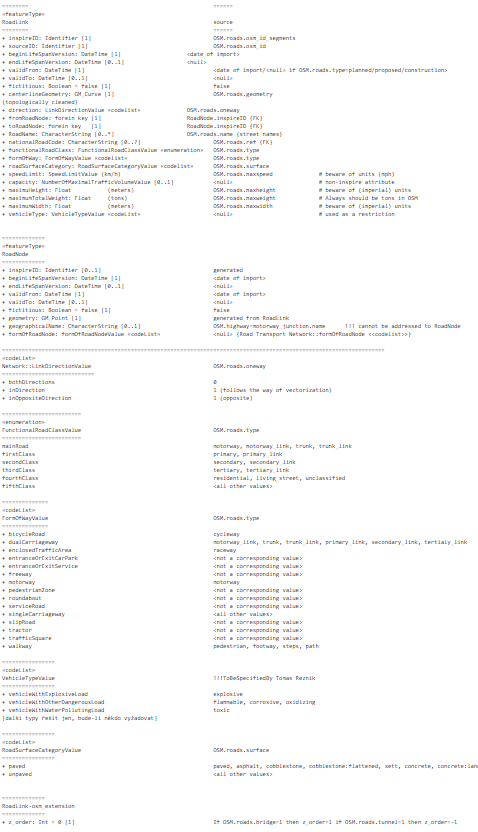 ========
======
<featureType>
RoadLink source
========
======
+ inspireID: Identifier [1] OSM.roads.osm_id_segments
+ sourceID: Identifier [1] OSM.roads.osm_id
+ beginLifeSpanVersion: DateTime [1] <date of import>
+ endLifeSpanVersion: DateTime [0..1] <null>
+ validFrom: DateTime [1] <date of import/<null> if OSM.roads.type=planned/proposed/construction>
+ validTo: DateTime [0..1] <null>
+ fictitious: Boolean = false [1] false
+ centerlineGeometry: GM_Curve [1] OSM.roads.geometry
(topologically cleaned)
+ direction: LinkDirectionValue <codelist> OSM.roads.oneway
+ fromRoadNode: forein key [1] RoadNode.inspireID {FK}
+ toRoadNode: forein key [1] RoadNode.inspireID {FK}
+ RoadName: CharacterString [0..*] OSM.roads.name {street names}
+ nationalRoadCode: CharacterString [0..?] OSM.roads.ref {FK}
+ functionalRoadClass: FunctionalRoadClassValue <enumeration> OSM.roads.type
+ formOfWay: FormOfWayValue <codelist> OSM.roads.type
+ roadSurfaceCategory: RoadSurfaceCategoryValue <codelist> OSM.roads.surface
+ speedLimit: SpeedLimitValue (km/h) OSM.roads.maxspeed # beware of units (mph)
+ capacity: NumberOfMaximalTrafficVolumeValue [0..1] <null> # non-inspire attribute
+ maximumHeight: Float (meters) OSM.roads.maxheight # beware of (imperial) units
+ maximumTotalWeight: Float (tons) OSM.roads.maxweight # Always should be tons in OSM
+ maximumWidth: Float (meters) OSM.roads.maxwidth # beware of (imperial) units
+ vehicleType: VehicleTypeValue <codeList> <null> # used as a restriction
=============
<featureType>
RoadNode
=============
+ inspireID: Identifier [0..1] generated
+ beginLifeSpanVersion: DateTime [1] <date of import>
+ endLifeSpanVersion: DateTime [0..1] <null>
+ validFrom: DateTime [1] <date of import>
+ validTo: DateTime [0..1] <null>
+ fictitious: Boolean = false [1] false
+ geometry: GM_Point [1] generated from RoadLink
+ geographicalName: CharacterString [0..1] OSM.highway=motorway_junction.name !!! cannot be addressed to RoadNode
+ formOfRoadNode: formOfRoadNodeValue <codeList> <null> {Road Transport Network::formOfRoadNode <<codelist>>}
<codeList>
Network::LinkDirectionValue OSM.roads.oneway
+ bothDirections 0
+ inDirection 1 (follows the way of vectorization)
+ inOppositeDirection 1 (opposite)
<enumeration>
FunctionalRoadClassValue OSM.roads.type
mainRoad motorway, motorway_link, trunk, trunk_link
firstClass primary, primary_link
secondClass secondary, secondary_link
thirdClass tertiary, tertiary_link
fourthClass residential, living_street, unclassified
fifthClass <all other values>
<codeList>
FormOfWayValue OSM.roads.type
+ bicycleRoad cycleway
+ dualCarriageway motorway_link, trunk, trunk_link, primary_link, secondary_link, tertialy_link
+ enclosedTrafficArea raceway
+ entranceOrExitCarPark <not a corresponding value>
+ entranceOrExitService <not a corresponding value>
+ freeway <not a corresponding value>
+ motorway motorway
+ pedestrianZone <not a corresponding value>
+ roundabout <not a corresponding value>
+ serviceRoad <not a corresponding value>
+ singleCarriageway <all other values>
+ slipRoad <not a corresponding value>
+ tractor <not a corresponding value>
+ trafficSquare <not a corresponding value>
+ walkway pedestrian, footway, steps, path
<codeList>
VehicleTypeValue !!!ToBeSpecifiedBy Tomas Reznik
+ vehicleWithExplosiveLoad explosive
+ vehicleWithOtherDangerousLoad flammable, corrosive, oxidizing
+ vehicleWithWaterPollutingLoad toxic
[další typy řešit jen, bude-li někdo vyžadovat]
<codeList>
RoadSurfaceCategoryValue OSM.roads.surface
+ paved paved, asphalt, cobblestone, cobblestone:flattened, sett, concrete, concrete:lan
+ unpaved <all other values>
=============
RoadLink-osm_extension
=============
+ z_order: Int = 0 [1] If OSM.roads.bridge=1 then z_order=1 if OSM.roads.tunnel=1 then z_order=-1